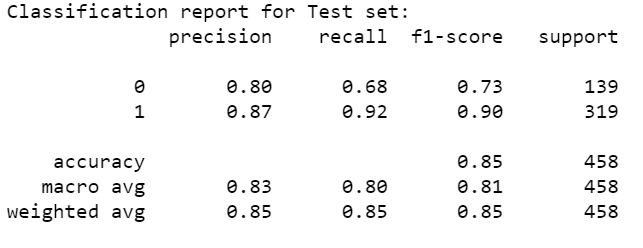 Classification report for Test set:
precision recall f1-score support
0 0.80 0.68 0.73 139
1 0.87 0.92 0.90 319
accuracy 0.85 458
macro avg 0.83 0.80 0.81 458
weighted avg 0.85 0.85 0.85 458